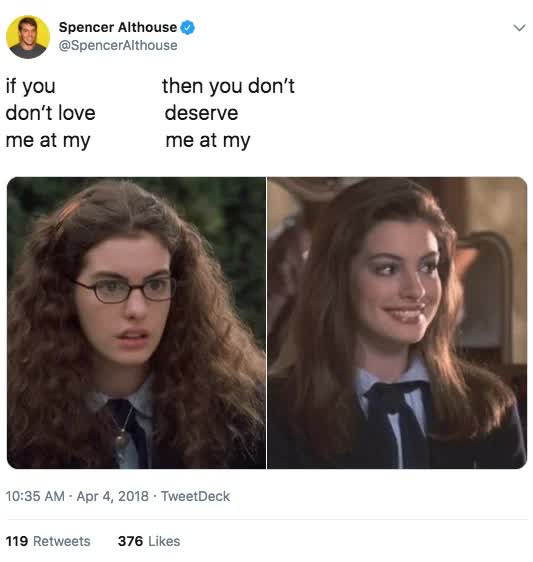 Spencer Althouse
@SpencerAlthouse
if you then you don't
don't love deserve
me at my me at my
10:35 AM · Apr 4, 2018 · TweetDeck
119 Retweets 376 Likes